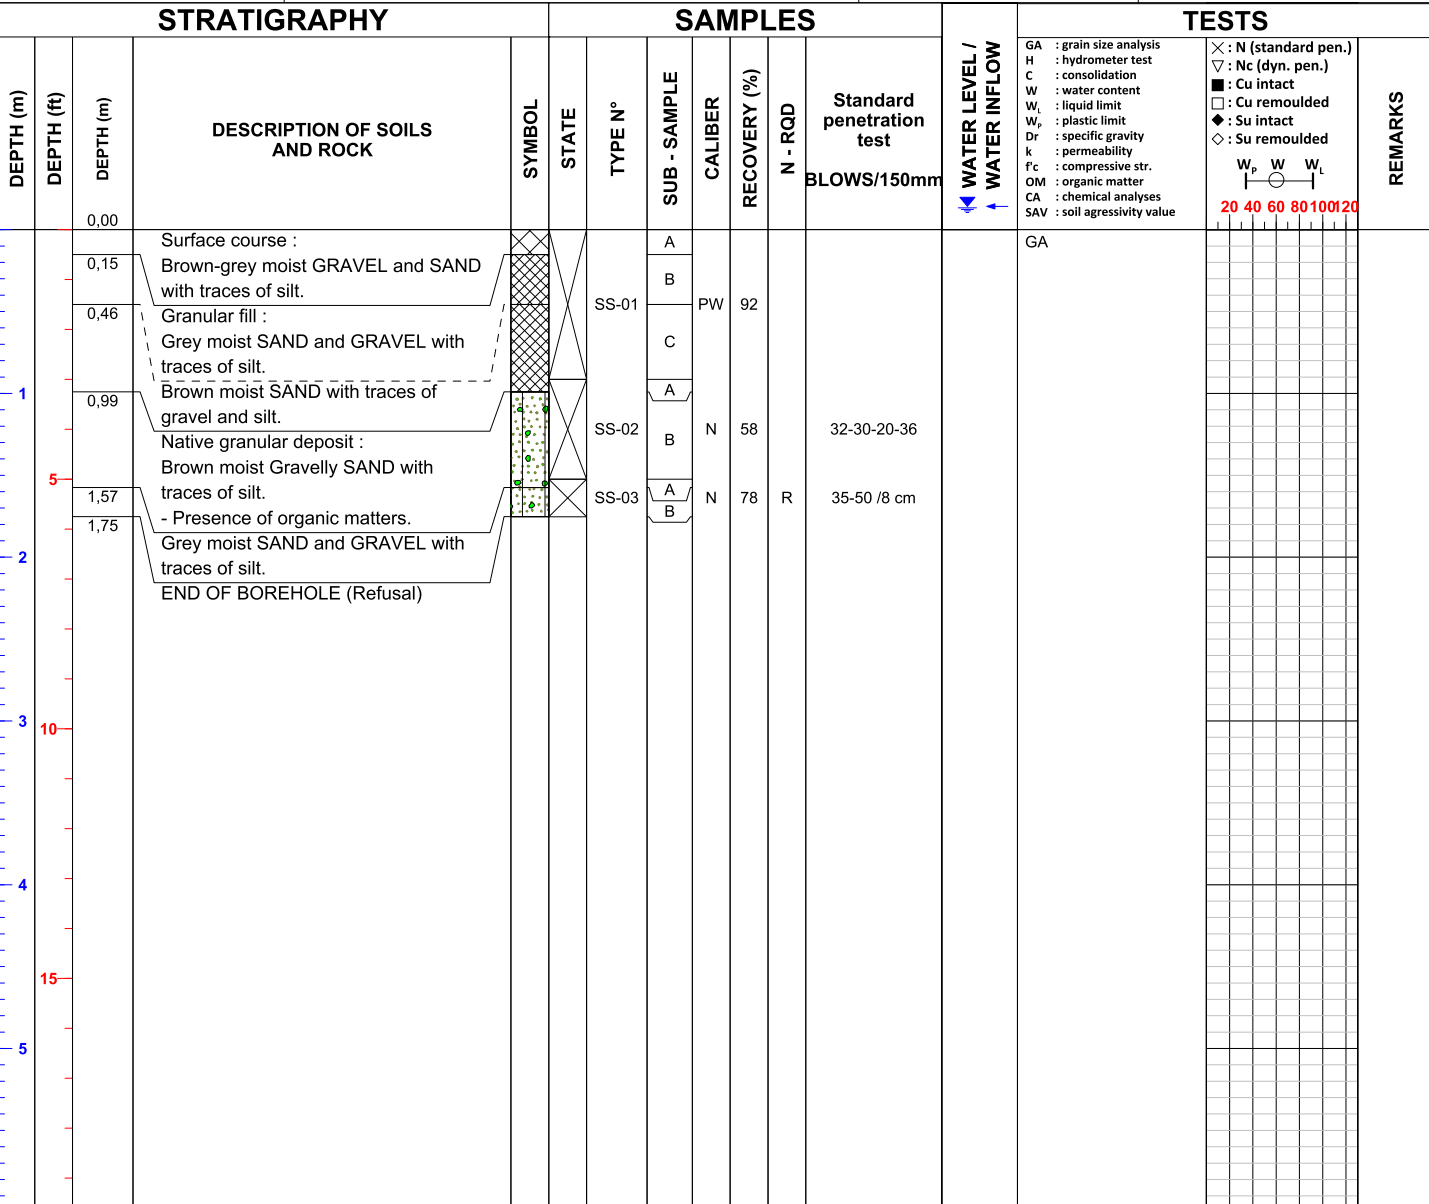 STRATIGRAPHY
SAMPLES
TESTS
DEPTH (m)
DEPTH (ft)
DEPTH (m)
DESCRIPTION OF SOILS
AND ROCK
SYMBOL
STATE
TYPE N°
SUB - SAMPLE
CALIBER
RECOVERY (%)
N - RQD
Standard
penetration
test
BLOWS/150mm
WATER LEVEL /
WATER INFLOW
GA : grain size analysis
H : hydrometer test
C : consolidation
W : water content
WL : liquid limit
WP : plastic limit
Dr : specific gravity
k : permeability
f'c : compressive str.
OM : organic matter
CA : chemical analyses
SAV : soil agressivity value
: N (standard pen.)
: Nc (dyn. pen.)
: Cu intact
: Cu remoulded
: Su intact
: Su remoulded
WP W WL
20 40 60 80 100 120
REMARKS
0,00
Surface course :
0,15
Brown-grey moist GRAVEL and SAND
with traces of silt.
0,46
Granular fill :
Grey moist SAND and GRAVEL with
traces of silt.
0,99
Brown moist SAND with traces of
gravel and silt.
Native granular deposit :
Brown moist Gravelly SAND with
traces of silt.
1,57
- Presence of organic matters.
1,75
Grey moist SAND and GRAVEL with
traces of silt.
END OF BOREHOLE (Refusal)
A
B
C
SS-01 PW 92
A
B
SS-02 N 58 32-30-20-36
A
B
SS-03 N 78 R 35-50 /8 cm
GA
1
2
3
4
5
5
10
15